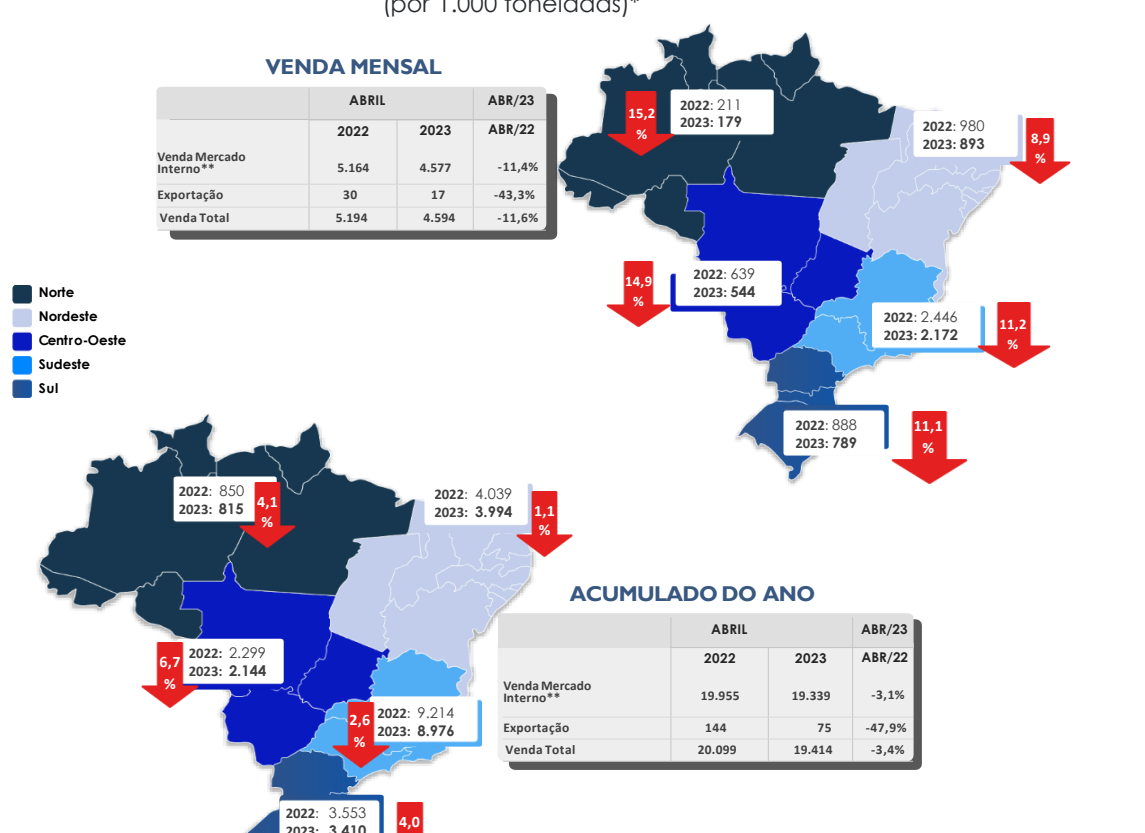 (por 1.000 toneladas)*
VENDA MENSAL
ABRIL ABR/23
2022 2023 ABR/22
Venda Mercado
Interno** 5.164 4.577 -11,4%
Exportação 30 17 -43,3%
Venda Total 5.194 4.594 -11,6%
15,2
%
2022: 211
2023: 179
2022: 980
2023: 893
8,9
%
14,9
%
2022: 639
2023: 544
2022: 2.446
2023: 2.172
11,2
%
2022: 888
2023: 789
11,1
%
Norte
Nordeste
Centro-Oeste
Sudeste
Sul
2022: 850
2023: 815
4,1
%
2022: 4.039
2023: 3.994
1,1
%
6,7
%
2022: 2.299
2023: 2.144
2,6
%
2022: 9.214
2023: 8.976
2022: 3.553
2023: 3.410
4,0
ACUMULADO DO ANO
ABRIL ABR/23
2022 2023 ABR/22
Venda Mercado
Interno** 19.955 19.339 -3,1%
Exportação 144 75 -47,9%
Venda Total 20.099 19.414 -3,4%